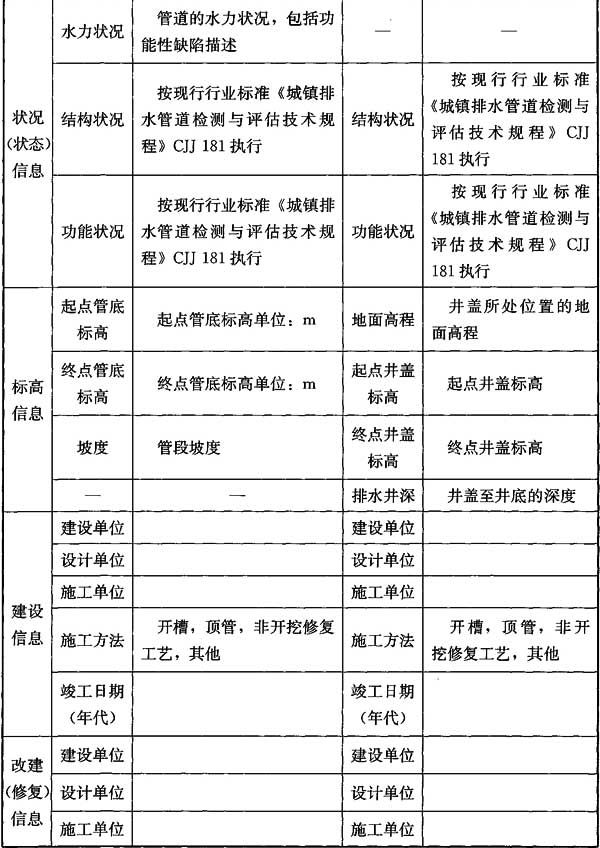 状况
(状态)
信息
水力状况
管道的水力状况，包括功
能性缺陷描述
—
—
结构状况
按现行行业标准《城镇排
水管道检测与评估技术规
程》CJJ 181 执行
结构状况
按现行行业标准
《城镇排水管道检测与
评估技术规程》CJJ
181 执行
功能状况
按现行行业标准《城镇排
水管道检测与评估技术规
程》CJJ 181 执行
功能状况
按现行行业标准
《城镇排水管道检测与
评估技术规程》CJJ
181 执行
标高
信息
起点管底
标高
起点管底标高单位：m
地面高程
井盖所处位置的地
面高程
终点管底
标高
终点管底标高单位：m
起点井盖
标高
起点井盖标高
坡度
管段坡度
终点井盖
标高
终点井盖标高
—
—
排水井深
井盖至井底的深度
建设
信息
建设单位
建设单位
设计单位
设计单位
施工单位
施工单位
施工方法
开槽，顶管，非开挖修复
工艺，其他
施工方法
开槽，顶管，非开
挖修复工艺，其他
竣工日期
（年代）
竣工日期
（年代）
改建
(修复)
信息
建设单位
建设单位
设计单位
设计单位
施工单位
施工单位